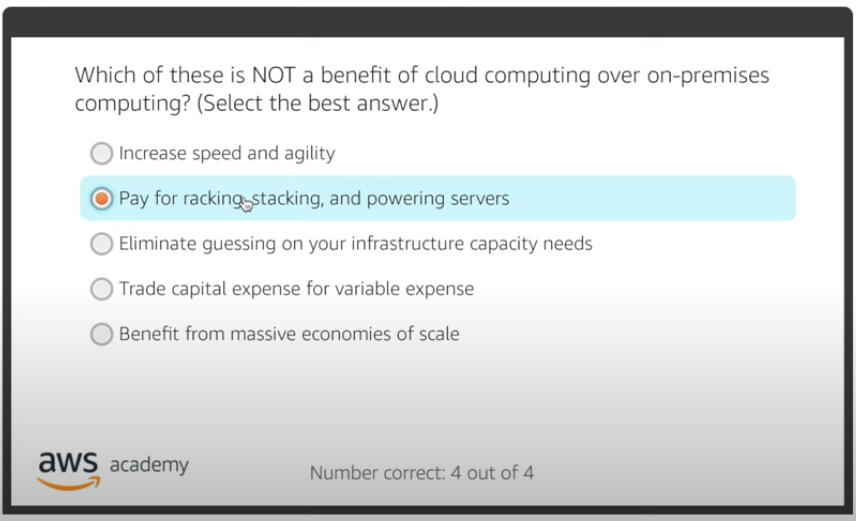 Which of these is NOT a benefit of cloud computing over on-premises
computing? (Select the best answer.)
Increase speed and agility
Pay for racking, stacking, and powering servers
Eliminate guessing on your infrastructure capacity needs
Trade capital expense for variable expense
Benefit from massive economies of scale
aws academy
Number correct: 4 out of 4